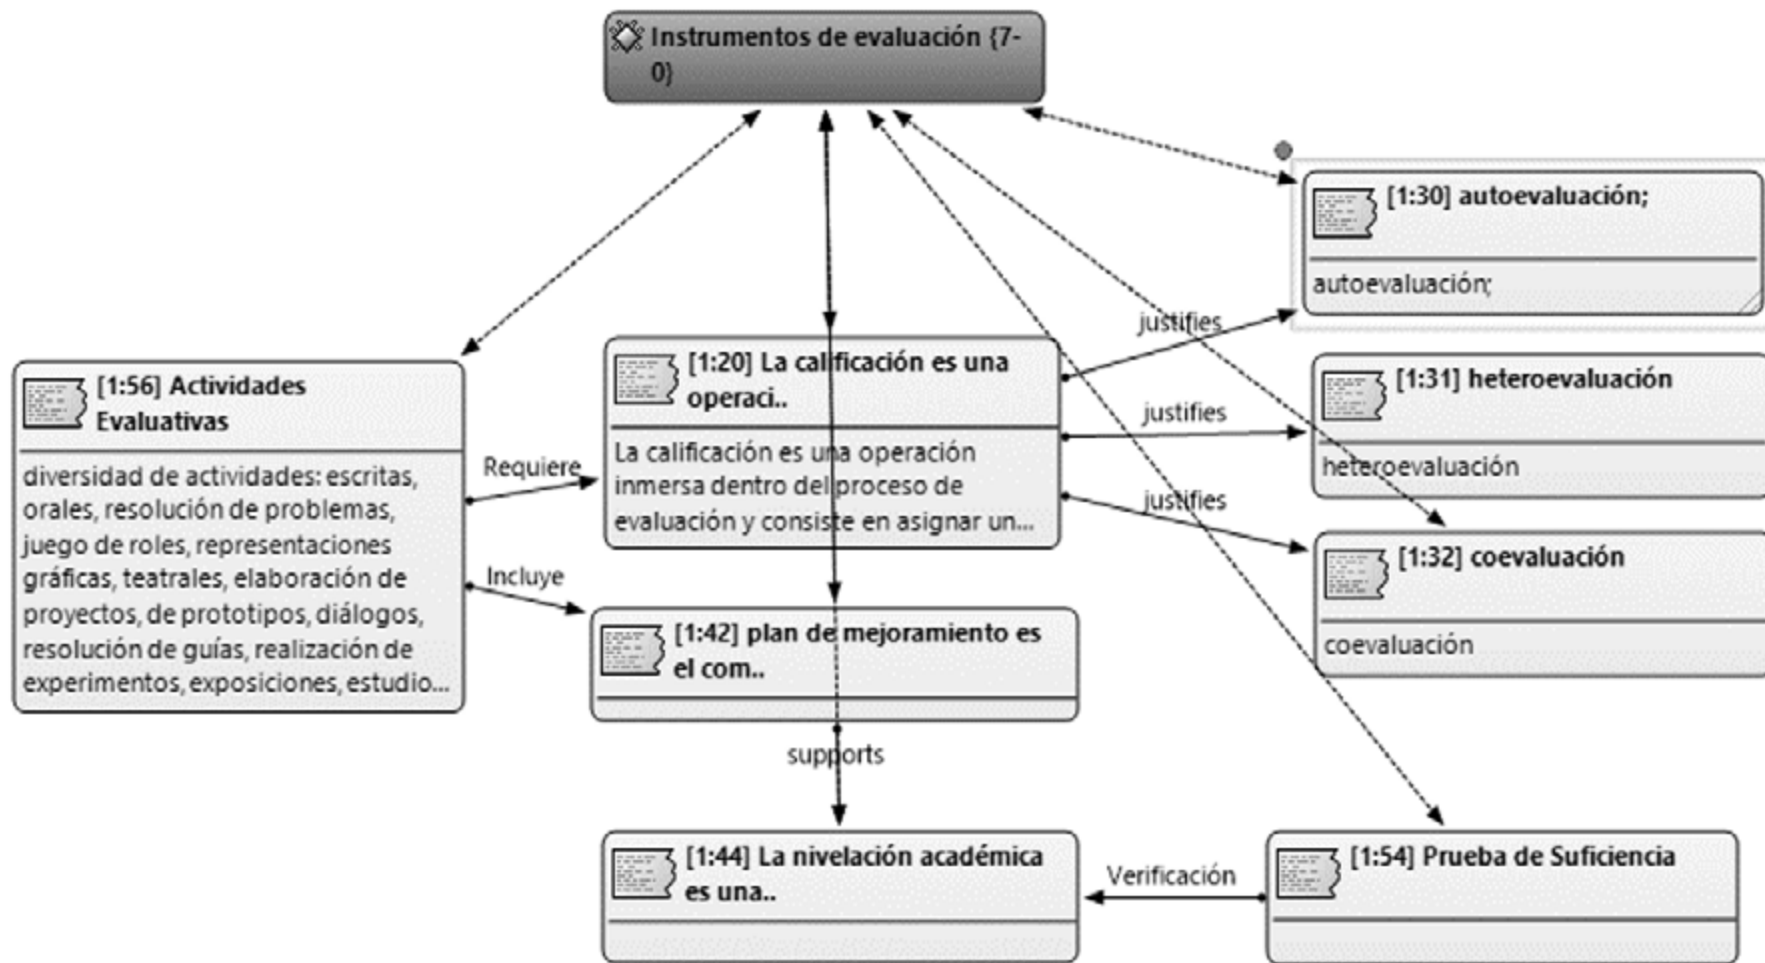 Instrumentos de evaluación {7-
0}
[1:30] autoevaluación;
autoevaluación;
justifies
[1:20] La calificación es una
operaci..
La calificación es una operación
inmersa dentro del proceso de
evaluación y consiste en asignar un...
[1:56] Actividades
Evaluativas
diversidad de actividades: escritas,
orales, resolución de problemas,
juego de roles, representaciones
gráficas, teatrales, elaboración de
proyectos, de prototipos, diálogos,
resolución de guías, realización de
experimentos, exposiciones, estudio...
Requiere
Incluye
justifies
[1:31] heteroevaluación
heteroevaluación
justifies
[1:32] coevaluación
coevaluación
[1:42] plan de mejoramiento es
el com..
supports
[1:44] La nivelación académica
es una..
Verificación
[1:54] Prueba de Suficiencia